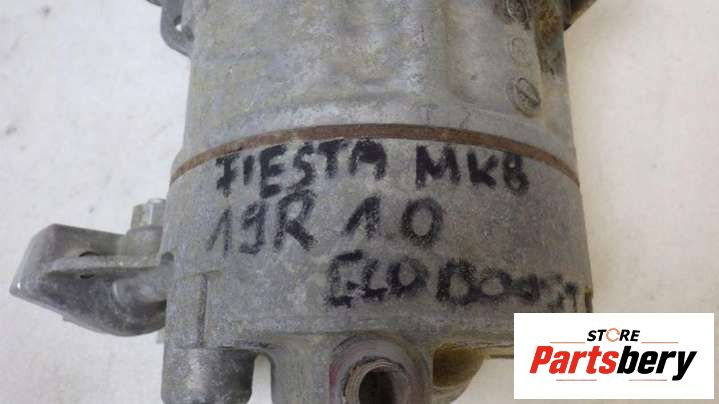 FIESTA MK8
19R 1.0
ECOBOOST
STORE
Partsbery